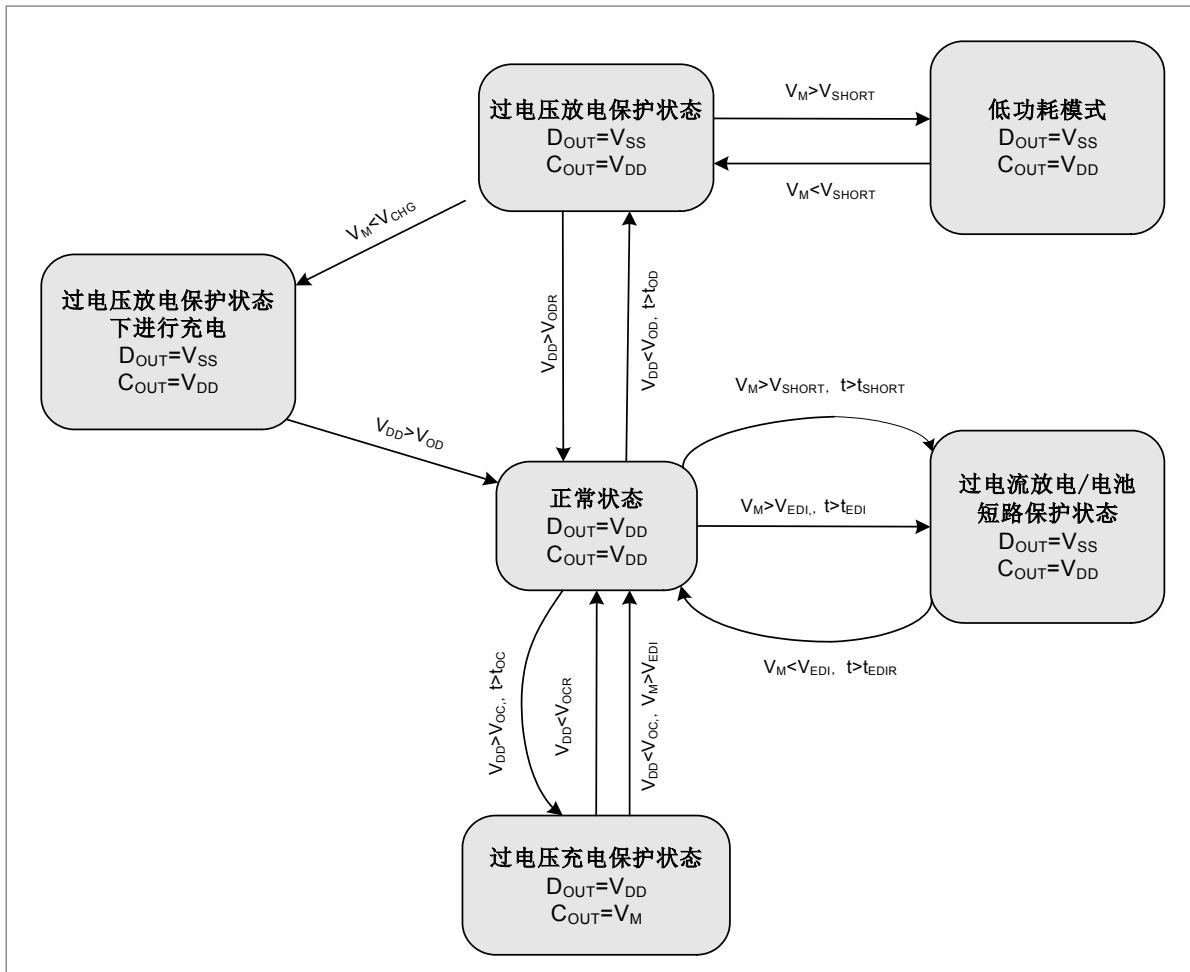 过电压放电保护状态
DOUT=VSS
COUT=VDD
VM>VSHORT
VM<VSHORT
低功耗模式
DOUT=VSS
COUT=VDD
VM<VCHG
过电压放电保护状态
下进行充电
DOUT=VSS
COUT=VDD
VDD>VODR
VDD<VOD, t>tOD
VDD>VOD
VM>VSHORT, t>tSHORT
正常状态
DOUT=VDD
COUT=VDD
VM>VEDI,, t>tEDI
过电流放电/电池
短路保护状态
DOUT=VSS
COUT=VDD
VM<VEDI, t>tEDIR
VDD>VOC,, t>tOC
VDD<VOCR
VDD<VOC,, VM>VEDI
过电压充电保护状态
DOUT=VDD
COUT=VM